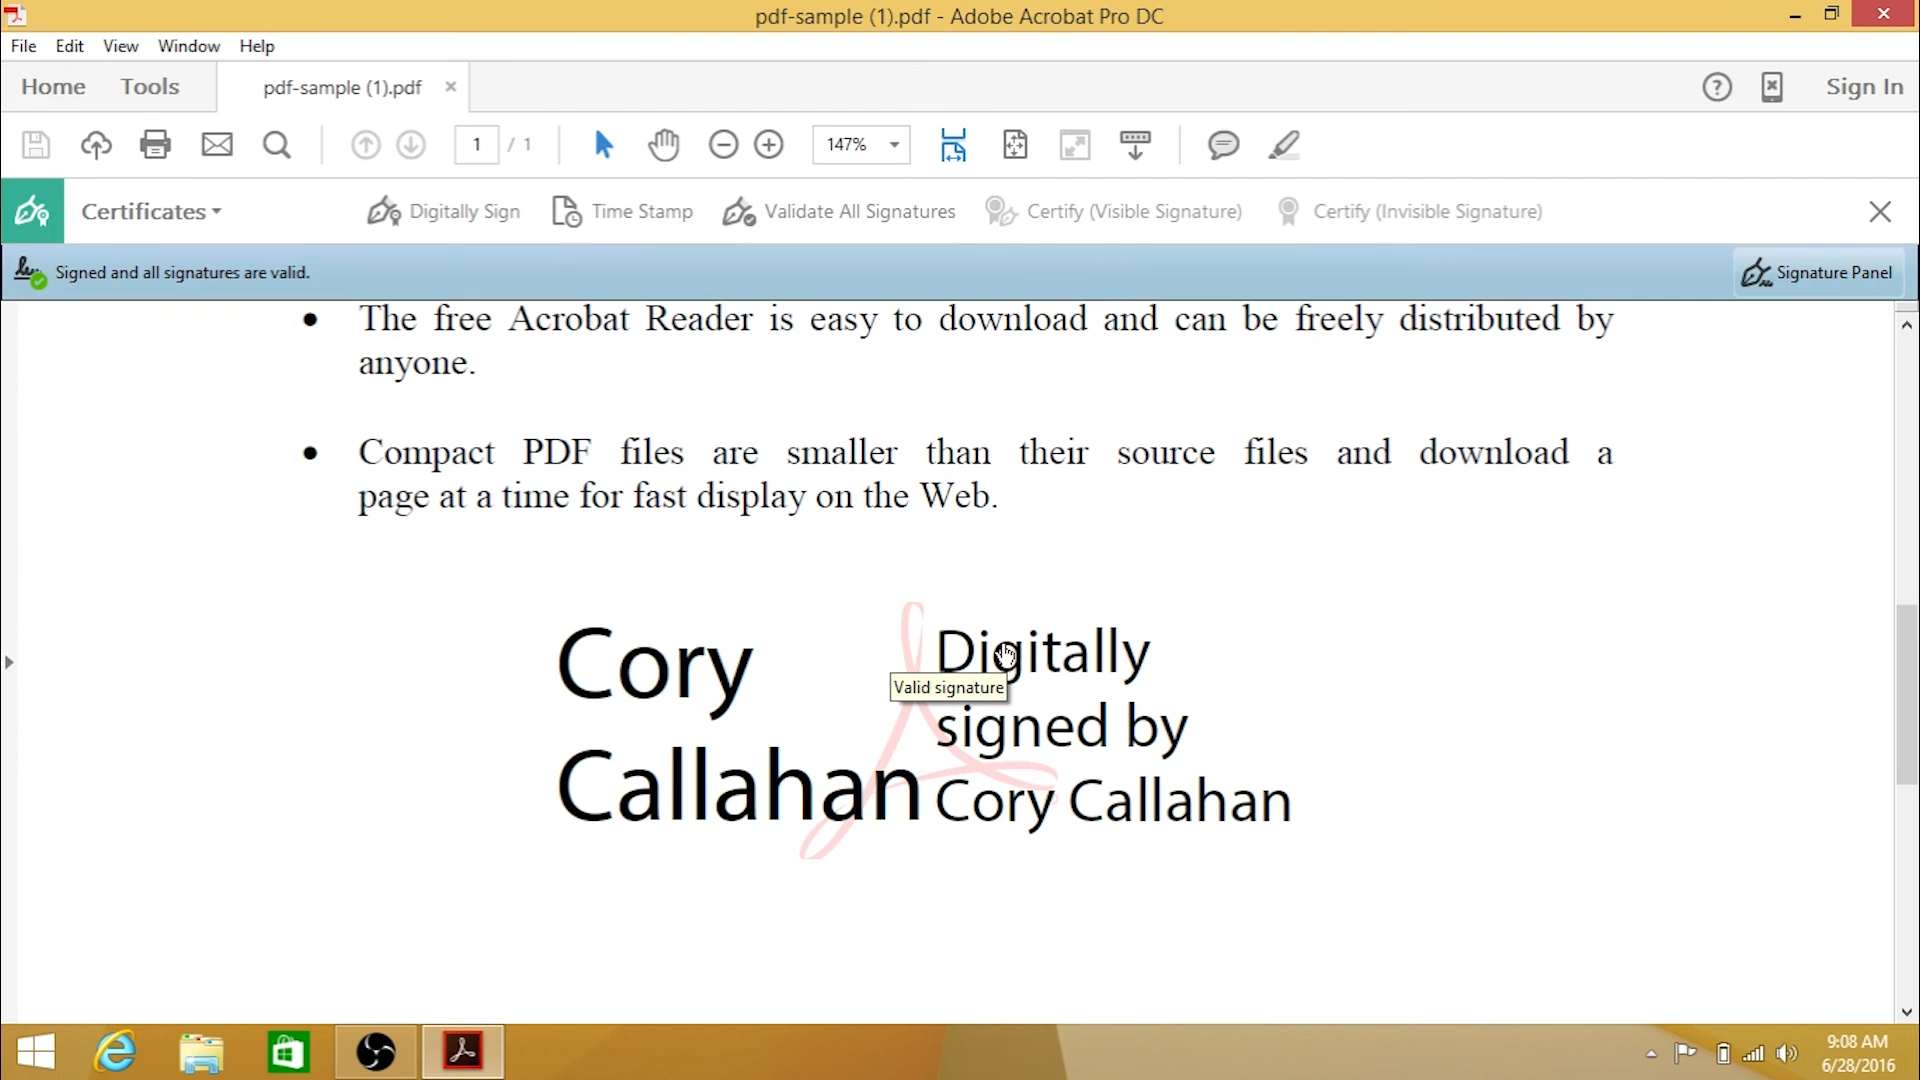 pdf-sample (1).pdf - Adobe Acrobat Pro DC
File Edit View Window Help
Home Tools pdf-sample (1).pdf Sign In
1 / 1 147%
Certificates Digitally Sign Time Stamp Validate All Signatures Certify (Visible Signature) Certify (Invisible Signature)
Signed and all signatures are valid. Signature Panel
• The free Acrobat Reader is easy to download and can be freely distributed by
anyone.
• Compact PDF files are smaller than their source files and download a
page at a time for fast display on the Web.
Cory
Callahan
Digitally
signed by
Cory Callahan
Valid signature
9:08 AM
6/28/2016